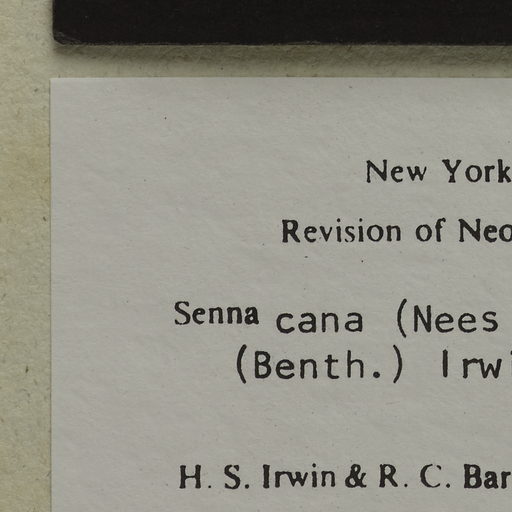 New York
Revision of Neo
Senna cana (Nees
(Benth.) Irwi
H. S. Irwin & R. C. Bar